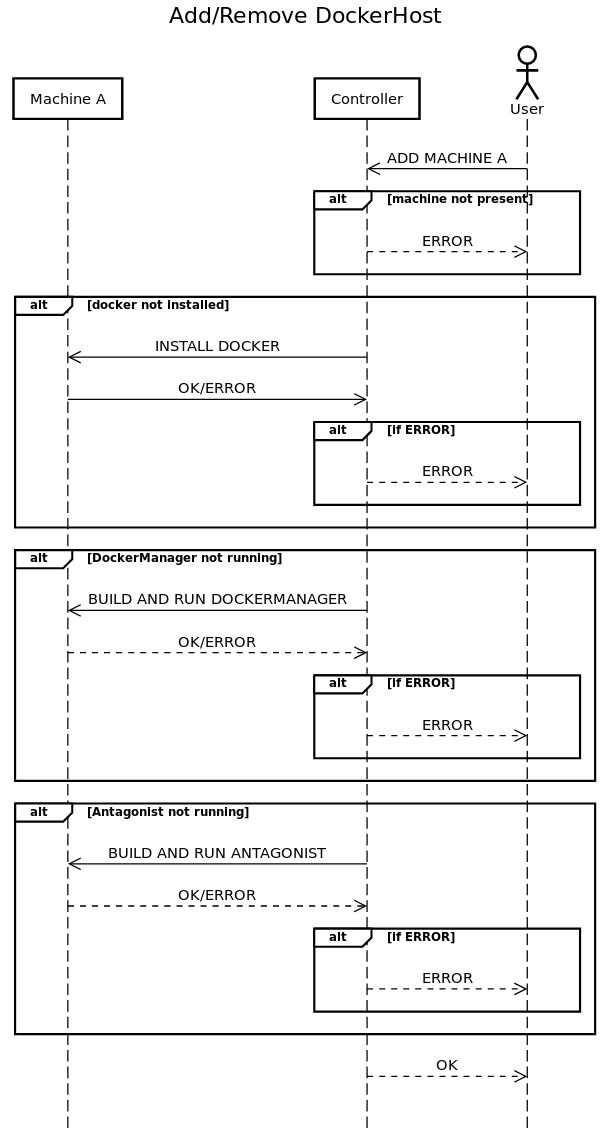 Add/Remove DockerHost
Machine A
Controller
User
ADD MACHINE A
alt [machine not present]
ERROR
alt [docker not installed]
INSTALL DOCKER
OK/ERROR
alt [if ERROR]
ERROR
alt [DockerManager not running]
BUILD AND RUN DOCKERMANAGER
OK/ERROR
alt [if ERROR]
ERROR
alt [Antagonist not running]
BUILD AND RUN ANTAGONIST
OK/ERROR
alt [if ERROR]
ERROR
OK